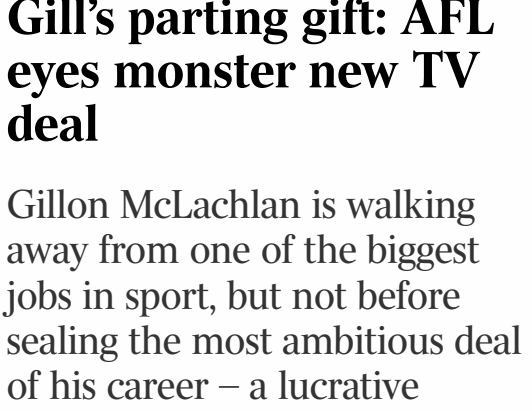 Gill’s parting gift: AFL
eyes monster new TV
deal
Gillon McLachlan is walking
away from one of the biggest
jobs in sport, but not before
sealing the most ambitious deal
of his career – a lucrative